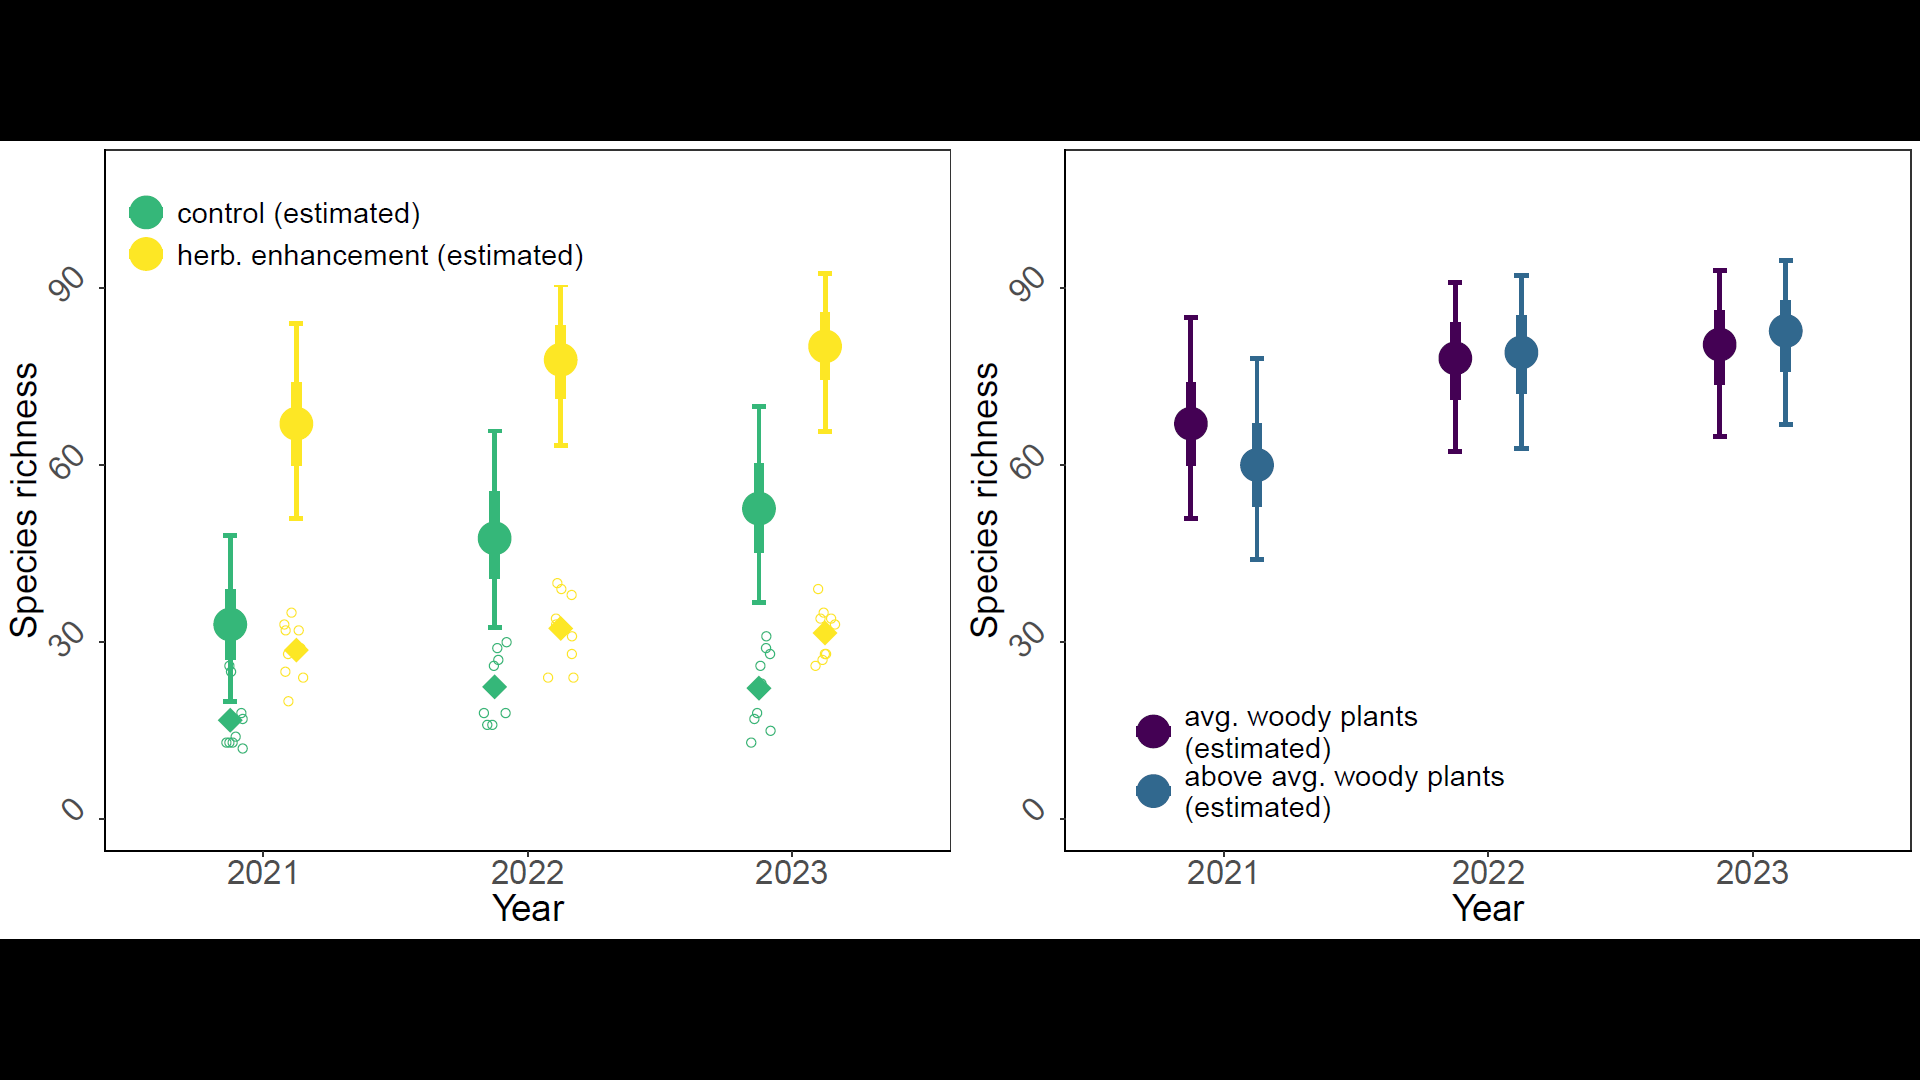 control (estimated)
herb. enhancement (estimated)
Species richness
90
60
30
0
2021 2022 2023
Year
Species richness
90
60
30
0
avg. woody plants
(estimated)
above avg. woody plants
(estimated)
2021 2022 2023
Year